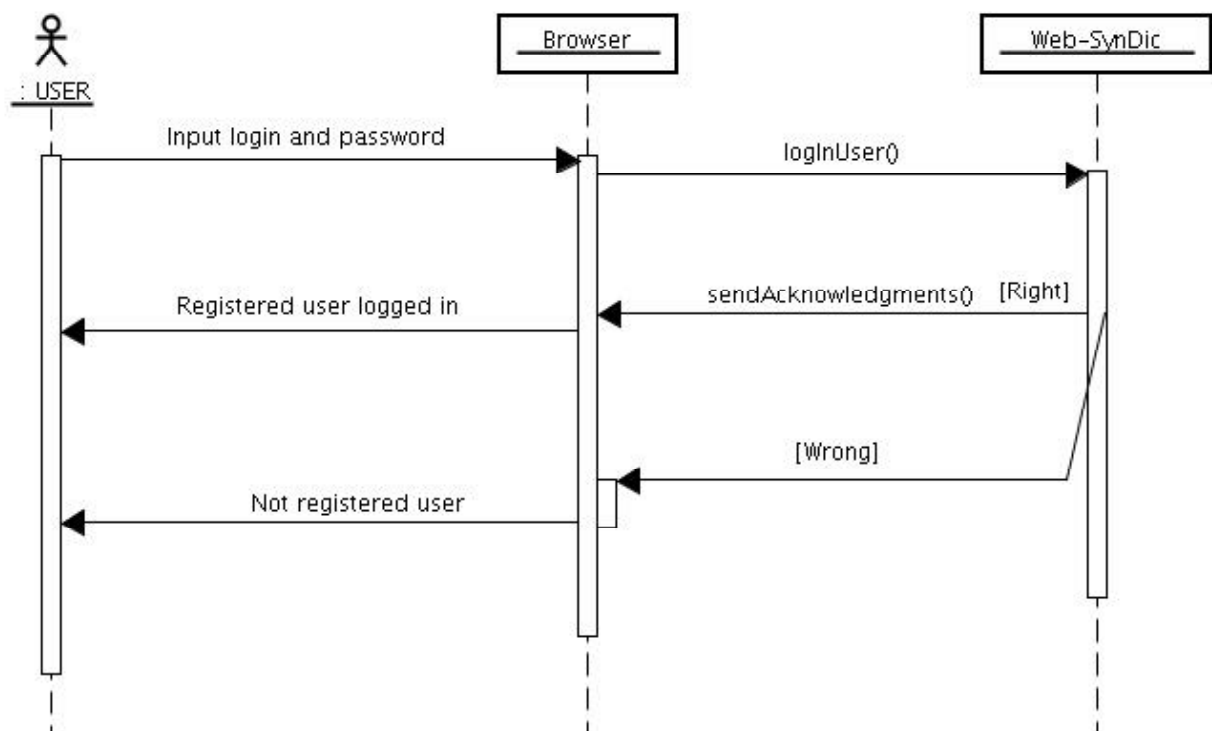 Browser
Web-SynDic
: USER
Input login and password
logInUser()
Registered user logged in
sendAcknowledgments()
[Right]
[Wrong]
Not registered user